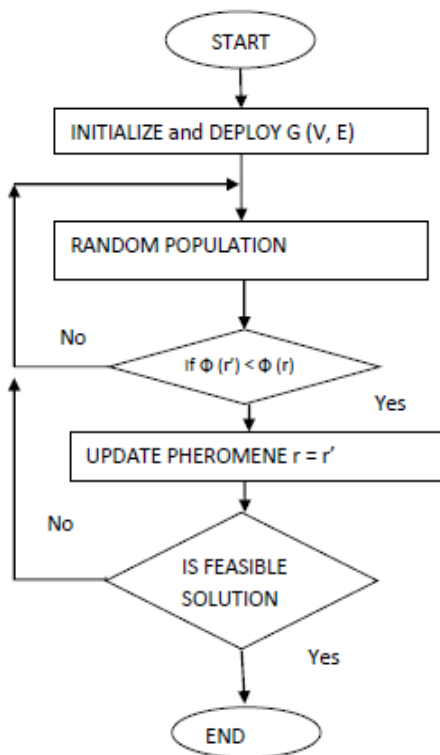 START
INITIALIZE and DEPLOY G (V, E)
RANDOM POPULATION
No
If Φ (r’) < Φ (r)
Yes
UPDATE PHEROMENE r = r’
No
IS FEASIBLE
SOLUTION
Yes
END